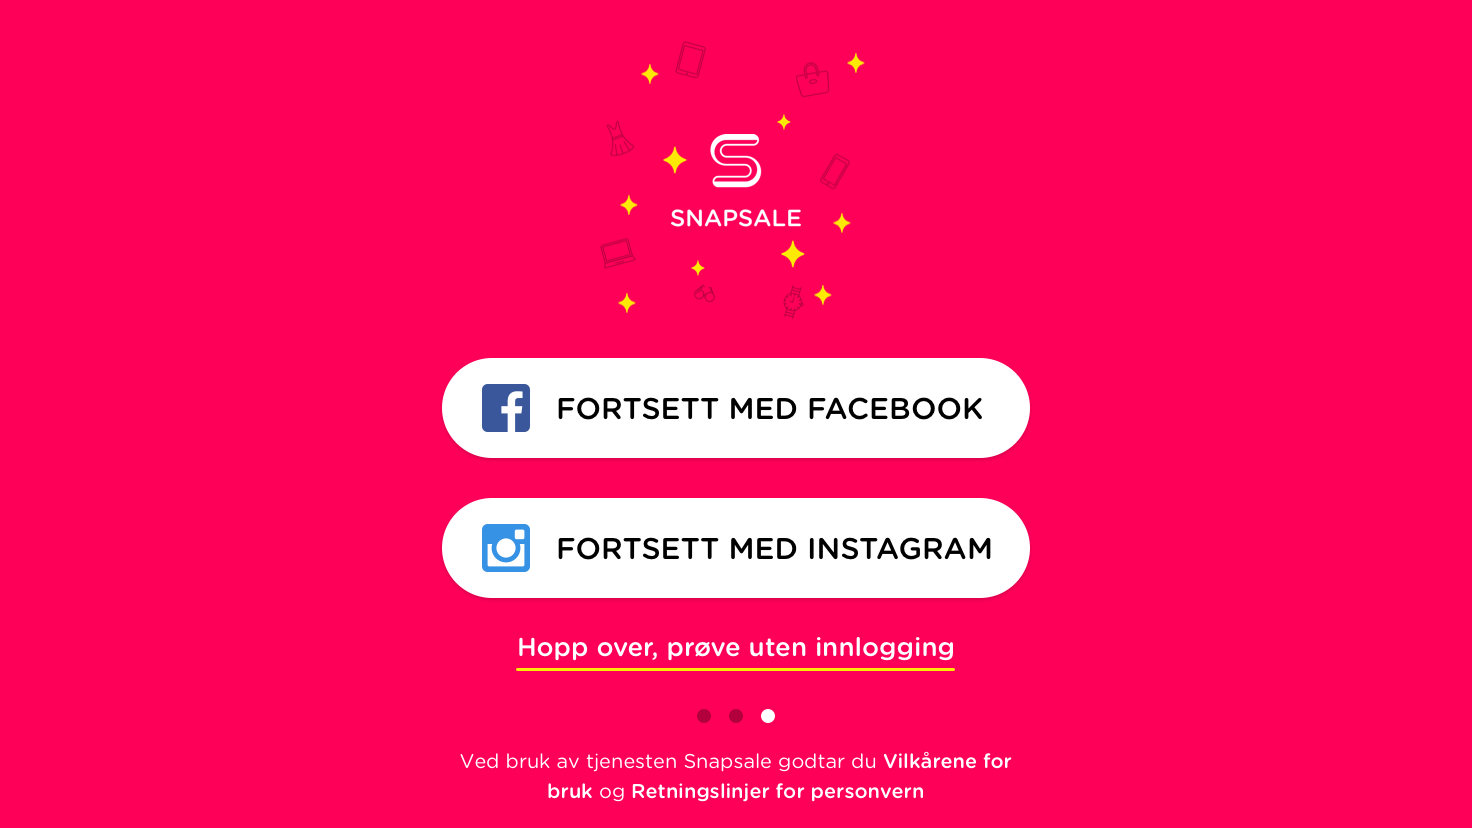 SNAPSALE
FORTSETT MED FACEBOOK
FORTSETT MED INSTAGRAM
Hopp over, prøve uten innlogging
Ved bruk av tjenesten Snapsale godtar du Vilkårene for
bruk og Retningslinjer for personvern